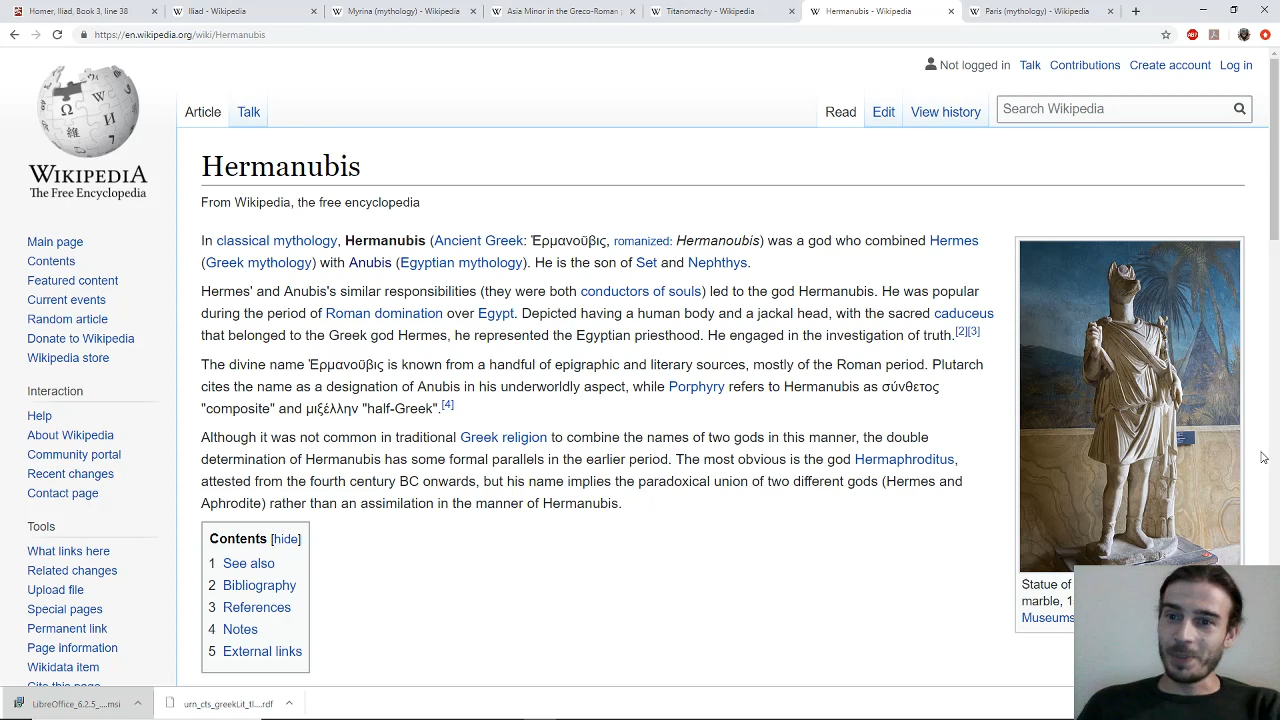 Homer, Iliad, Book 3, line 38
Iliad - Wikipedia
Myrina (mythology) - Wikipedia
Asia Minor in the Greco-Roman
Titanomachy - Wikipedia
Hermanubis - Wikipedia
Paris (mythology) - Wikipedia
https://en.wikipedia.org/wiki/Hermanubis
ABP
Not logged in Talk Contributions Create account Log in
Article Talk Read Edit View history Search Wikipedia
WIKIPEDIA
The Free Encyclopedia
Main page
Contents
Featured content
Current events
Random article
Donate to Wikipedia
Wikipedia store
Interaction
Help
About Wikipedia
Community portal
Recent changes
Contact page
Tools
What links here
Related changes
Upload file
Special pages
Permanent link
Page information
Wikidata item
Cite this page
Hermanubis
From Wikipedia, the free encyclopedia
In classical mythology, Hermanubis (Ancient Greek: Ἑρμανοῦβις, romanized: Hermanoubis) was a god who combined Hermes
(Greek mythology) with Anubis (Egyptian mythology). He is the son of Set and Nephthys.
Hermes' and Anubis's similar responsibilities (they were both conductors of souls) led to the god Hermanubis. He was popular
during the period of Roman domination over Egypt. Depicted having a human body and a jackal head, with the sacred caduceus
that belonged to the Greek god Hermes, he represented the Egyptian priesthood. He engaged in the investigation of truth.[2][3]
The divine name Ἑρμανοῦβις is known from a handful of epigraphic and literary sources, mostly of the Roman period. Plutarch
cites the name as a designation of Anubis in his underworldly aspect, while Porphyry refers to Hermanubis as σύνθετος
"composite" and μιξέλλην "half-Greek".[4]
Although it was not common in traditional Greek religion to combine the names of two gods in this manner, the double
determination of Hermanubis has some formal parallels in the earlier period. The most obvious is the god Hermaphroditus,
attested from the fourth century BC onwards, but his name implies the paradoxical union of two different gods (Hermes and
Aphrodite) rather than an assimilation in the manner of Hermanubis.
Contents [hide]
1 See also
2 Bibliography
3 References
4 Notes
5 External links
Statue of
marble, 1
Museums
LibreOffice_6.2.5_....msi
urn_cts_greekLit_tl....rdf